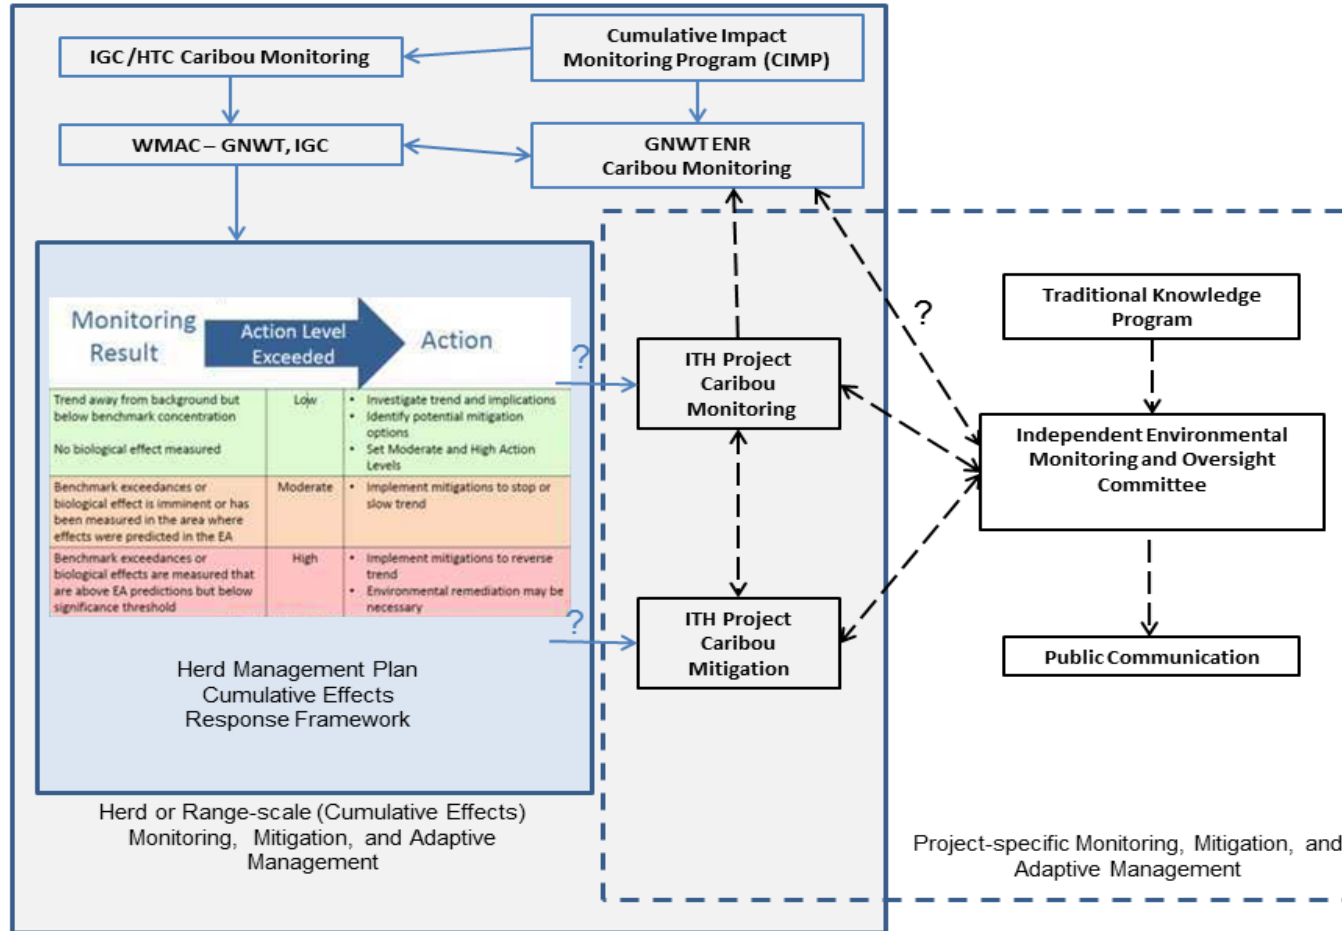 Cumulative Impact
Monitoring Program (CIMP)
IGC/HTC Caribou Monitoring
WMAC – GNWT, IGC
GNWT ENR
Caribou Monitoring
Monitoring
Result
Action Level
Exceeded
Action
Trend away from background but
below benchmark concentration
No biological effect measured
Low
• Investigate trend and implications
• Identify potential mitigation
options
• Set Moderate and High Action
Levels
Benchmark exceedances or
biological effect is imminent or has
been measured in the area where
effects were predicted in the EA
Moderate
• Implement mitigations to stop or
slow trend
Benchmark exceedances or
biological effects are measured that
are above EA predictions but below
significance threshold
High
• Implement mitigations to reverse
trend
• Environmental remediation may be
necessary
Herd Management Plan
Cumulative Effects
Response Framework
Herd or Range-scale (Cumulative Effects)
Monitoring, Mitigation, and Adaptive
Management
?
?
ITH Project
Caribou
Monitoring
ITH Project
Caribou
Mitigation
?
Traditional Knowledge
Program
Independent Environmental
Monitoring and Oversight
Committee
Public Communication
Project-specific Monitoring, Mitigation, and
Adaptive Management